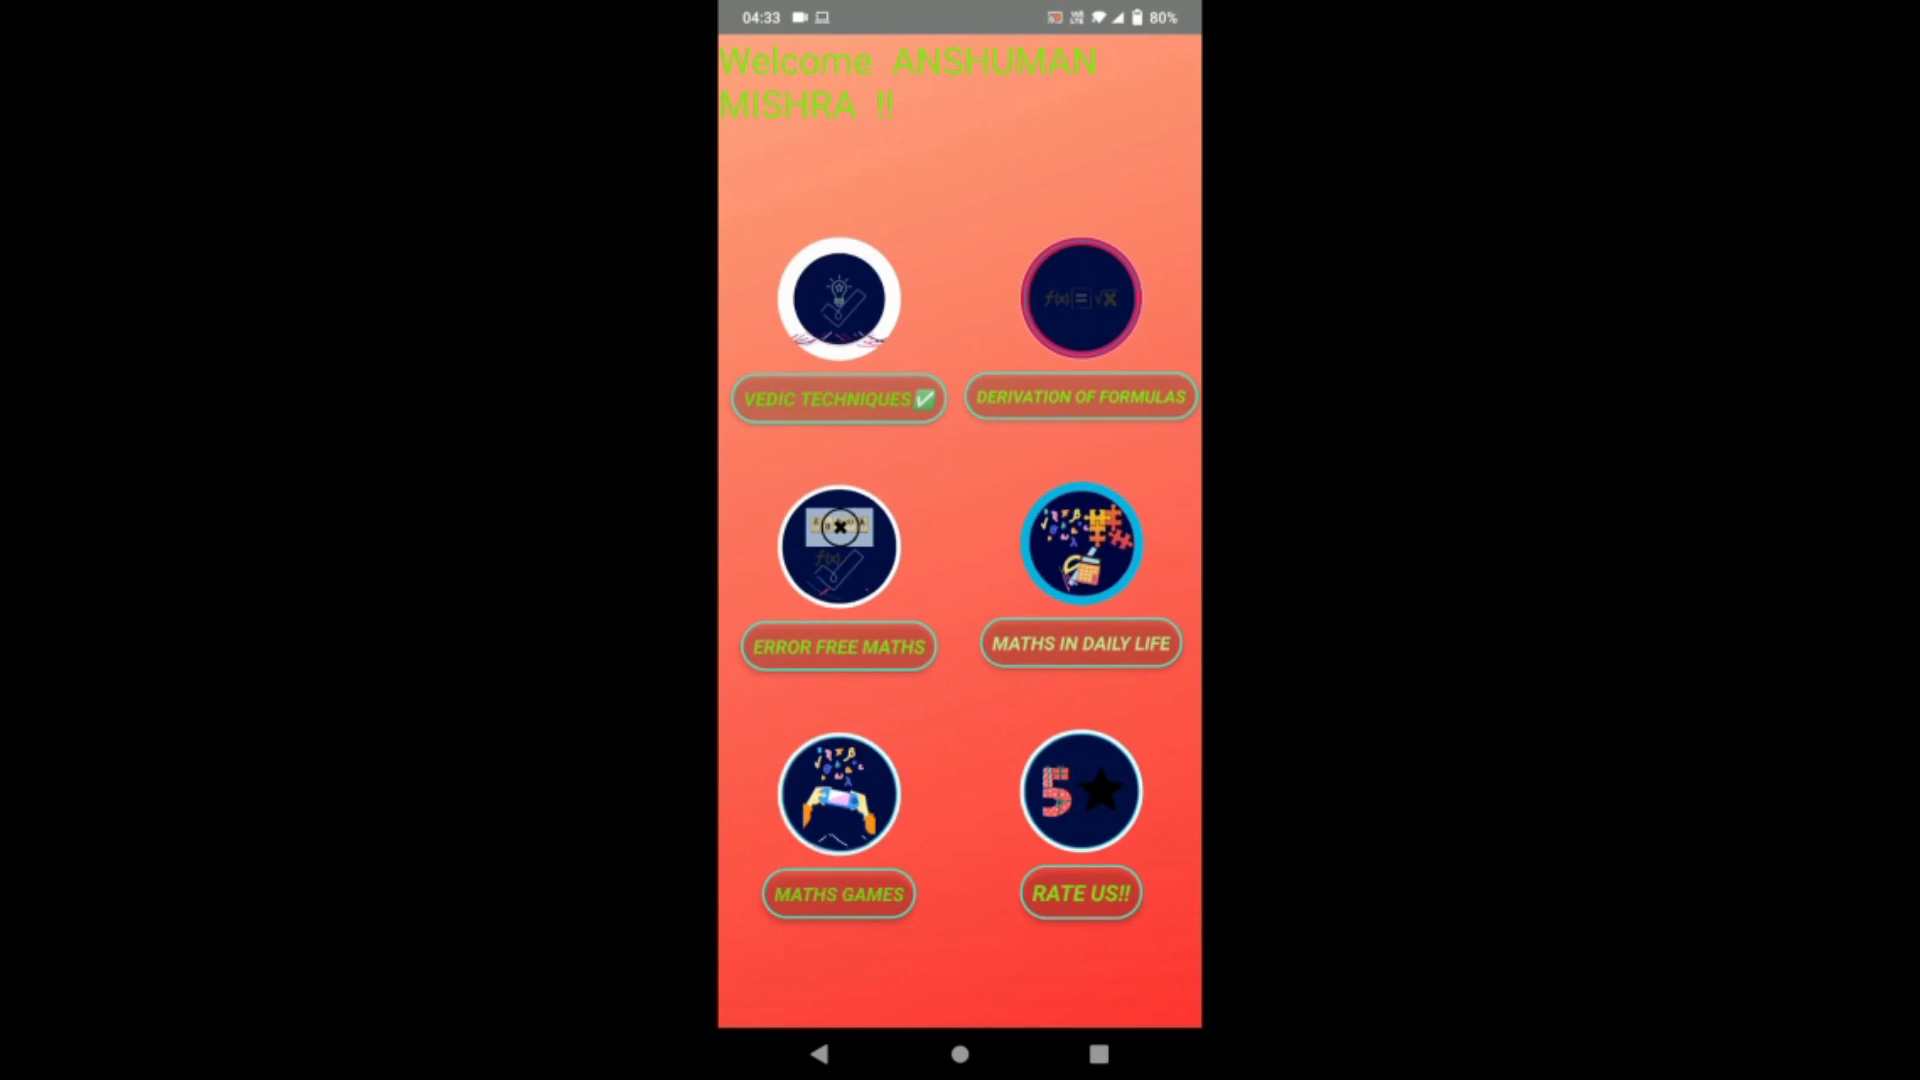 04:33
80%
Welcome ANSHUMAN
MISHRA !!
f(x) = √x
VEDIC TECHNIQUES✅
DERIVATION OF FORMULAS
f(x)
ERROR FREE MATHS
MATHS IN DAILY LIFE
5
MATHS GAMES
RATE US!!